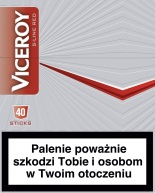 VICEROY
S-LINE RED
40
STICKS
Palenie poważnie
szkodzi Tobie i osobom
w Twoim otoczeniu